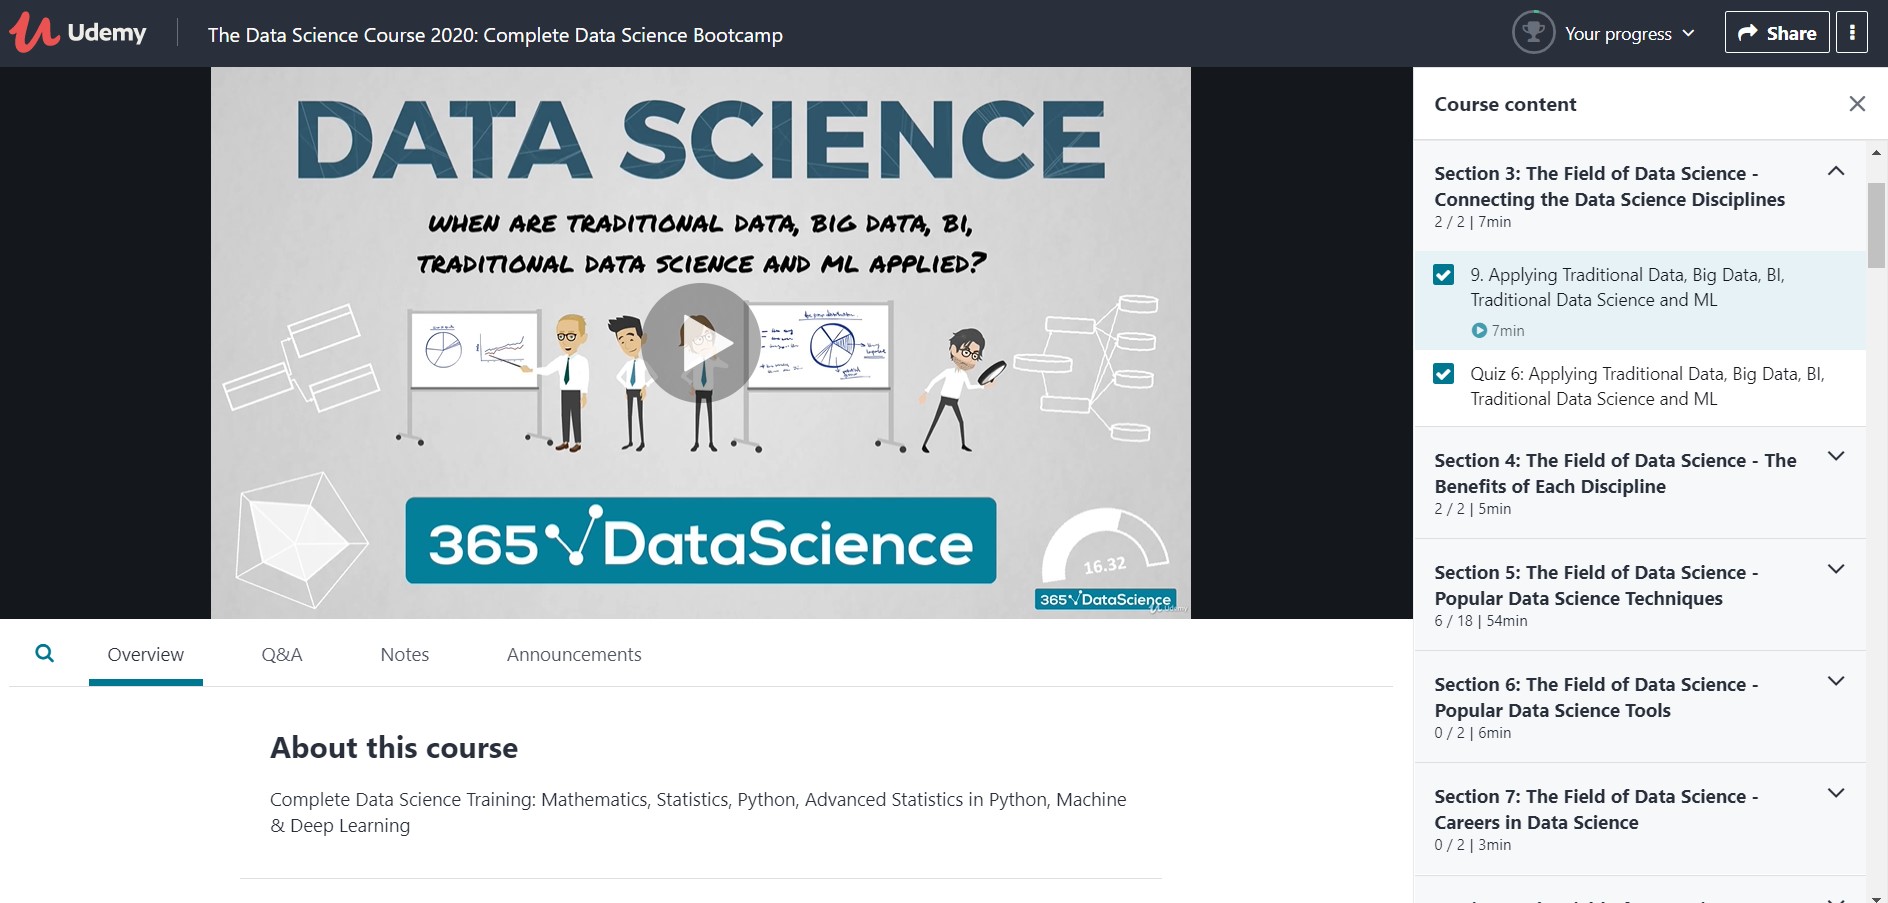 Udemy
The Data Science Course 2020: Complete Data Science Bootcamp
Your progress
Share
DATA SCIENCE
WHEN ARE TRADITIONAL DATA, BIG DATA, BI,
TRADITIONAL DATA SCIENCE AND ML APPLIED?
365 DataScience
16.32
365 DataScience
Udemy
Overview
Q&A
Notes
Announcements
About this course
Complete Data Science Training: Mathematics, Statistics, Python, Advanced Statistics in Python, Machine
& Deep Learning
Course content
Section 3: The Field of Data Science -
Connecting the Data Science Disciplines
2 / 2 | 7min
9. Applying Traditional Data, Big Data, BI,
Traditional Data Science and ML
7min
Quiz 6: Applying Traditional Data, Big Data, BI,
Traditional Data Science and ML
Section 4: The Field of Data Science - The
Benefits of Each Discipline
2 / 2 | 5min
Section 5: The Field of Data Science -
Popular Data Science Techniques
6 / 18 | 54min
Section 6: The Field of Data Science -
Popular Data Science Tools
0 / 2 | 6min
Section 7: The Field of Data Science -
Careers in Data Science
0 / 2 | 3min